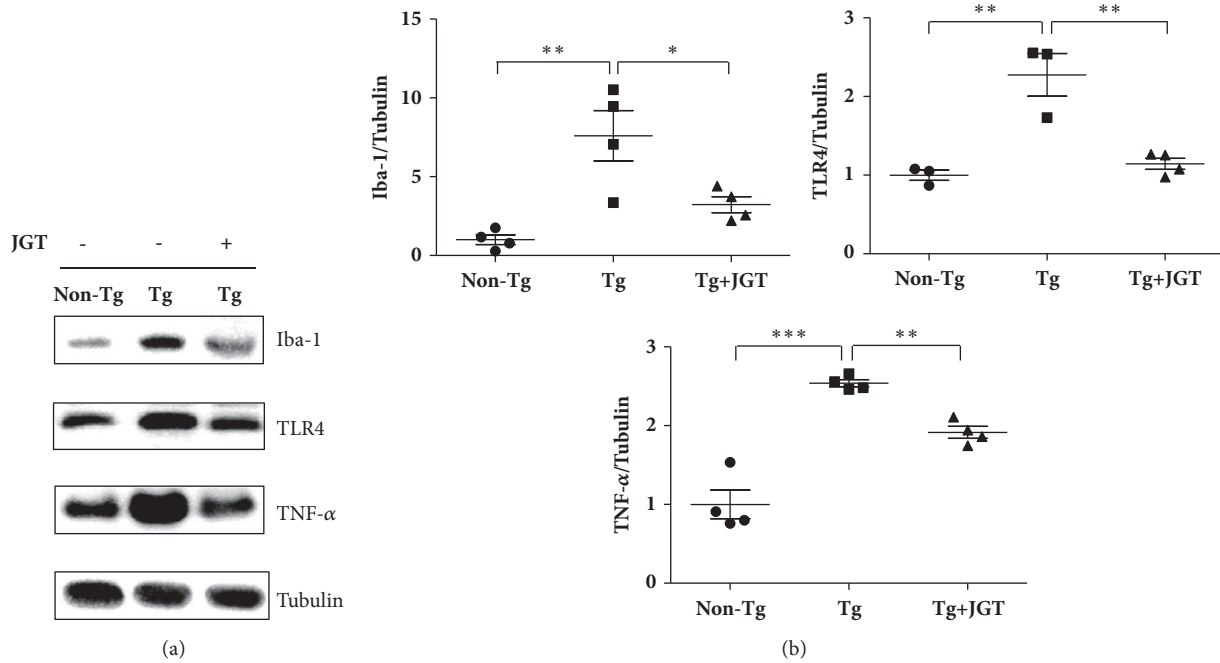 JGT - - +
Non-Tg Tg Tg
Iba-1
TLR4
TNF-α
Tubulin
(a)
Iba-1/Tubulin
15
10
5
0
** *
Non-Tg Tg Tg+JGT
TLR4/Tubulin
3
2
1
0
** **
Non-Tg Tg Tg+JGT
TNF-α/Tubulin
3
2
1
0
*** **
Non-Tg Tg Tg+JGT
(b)